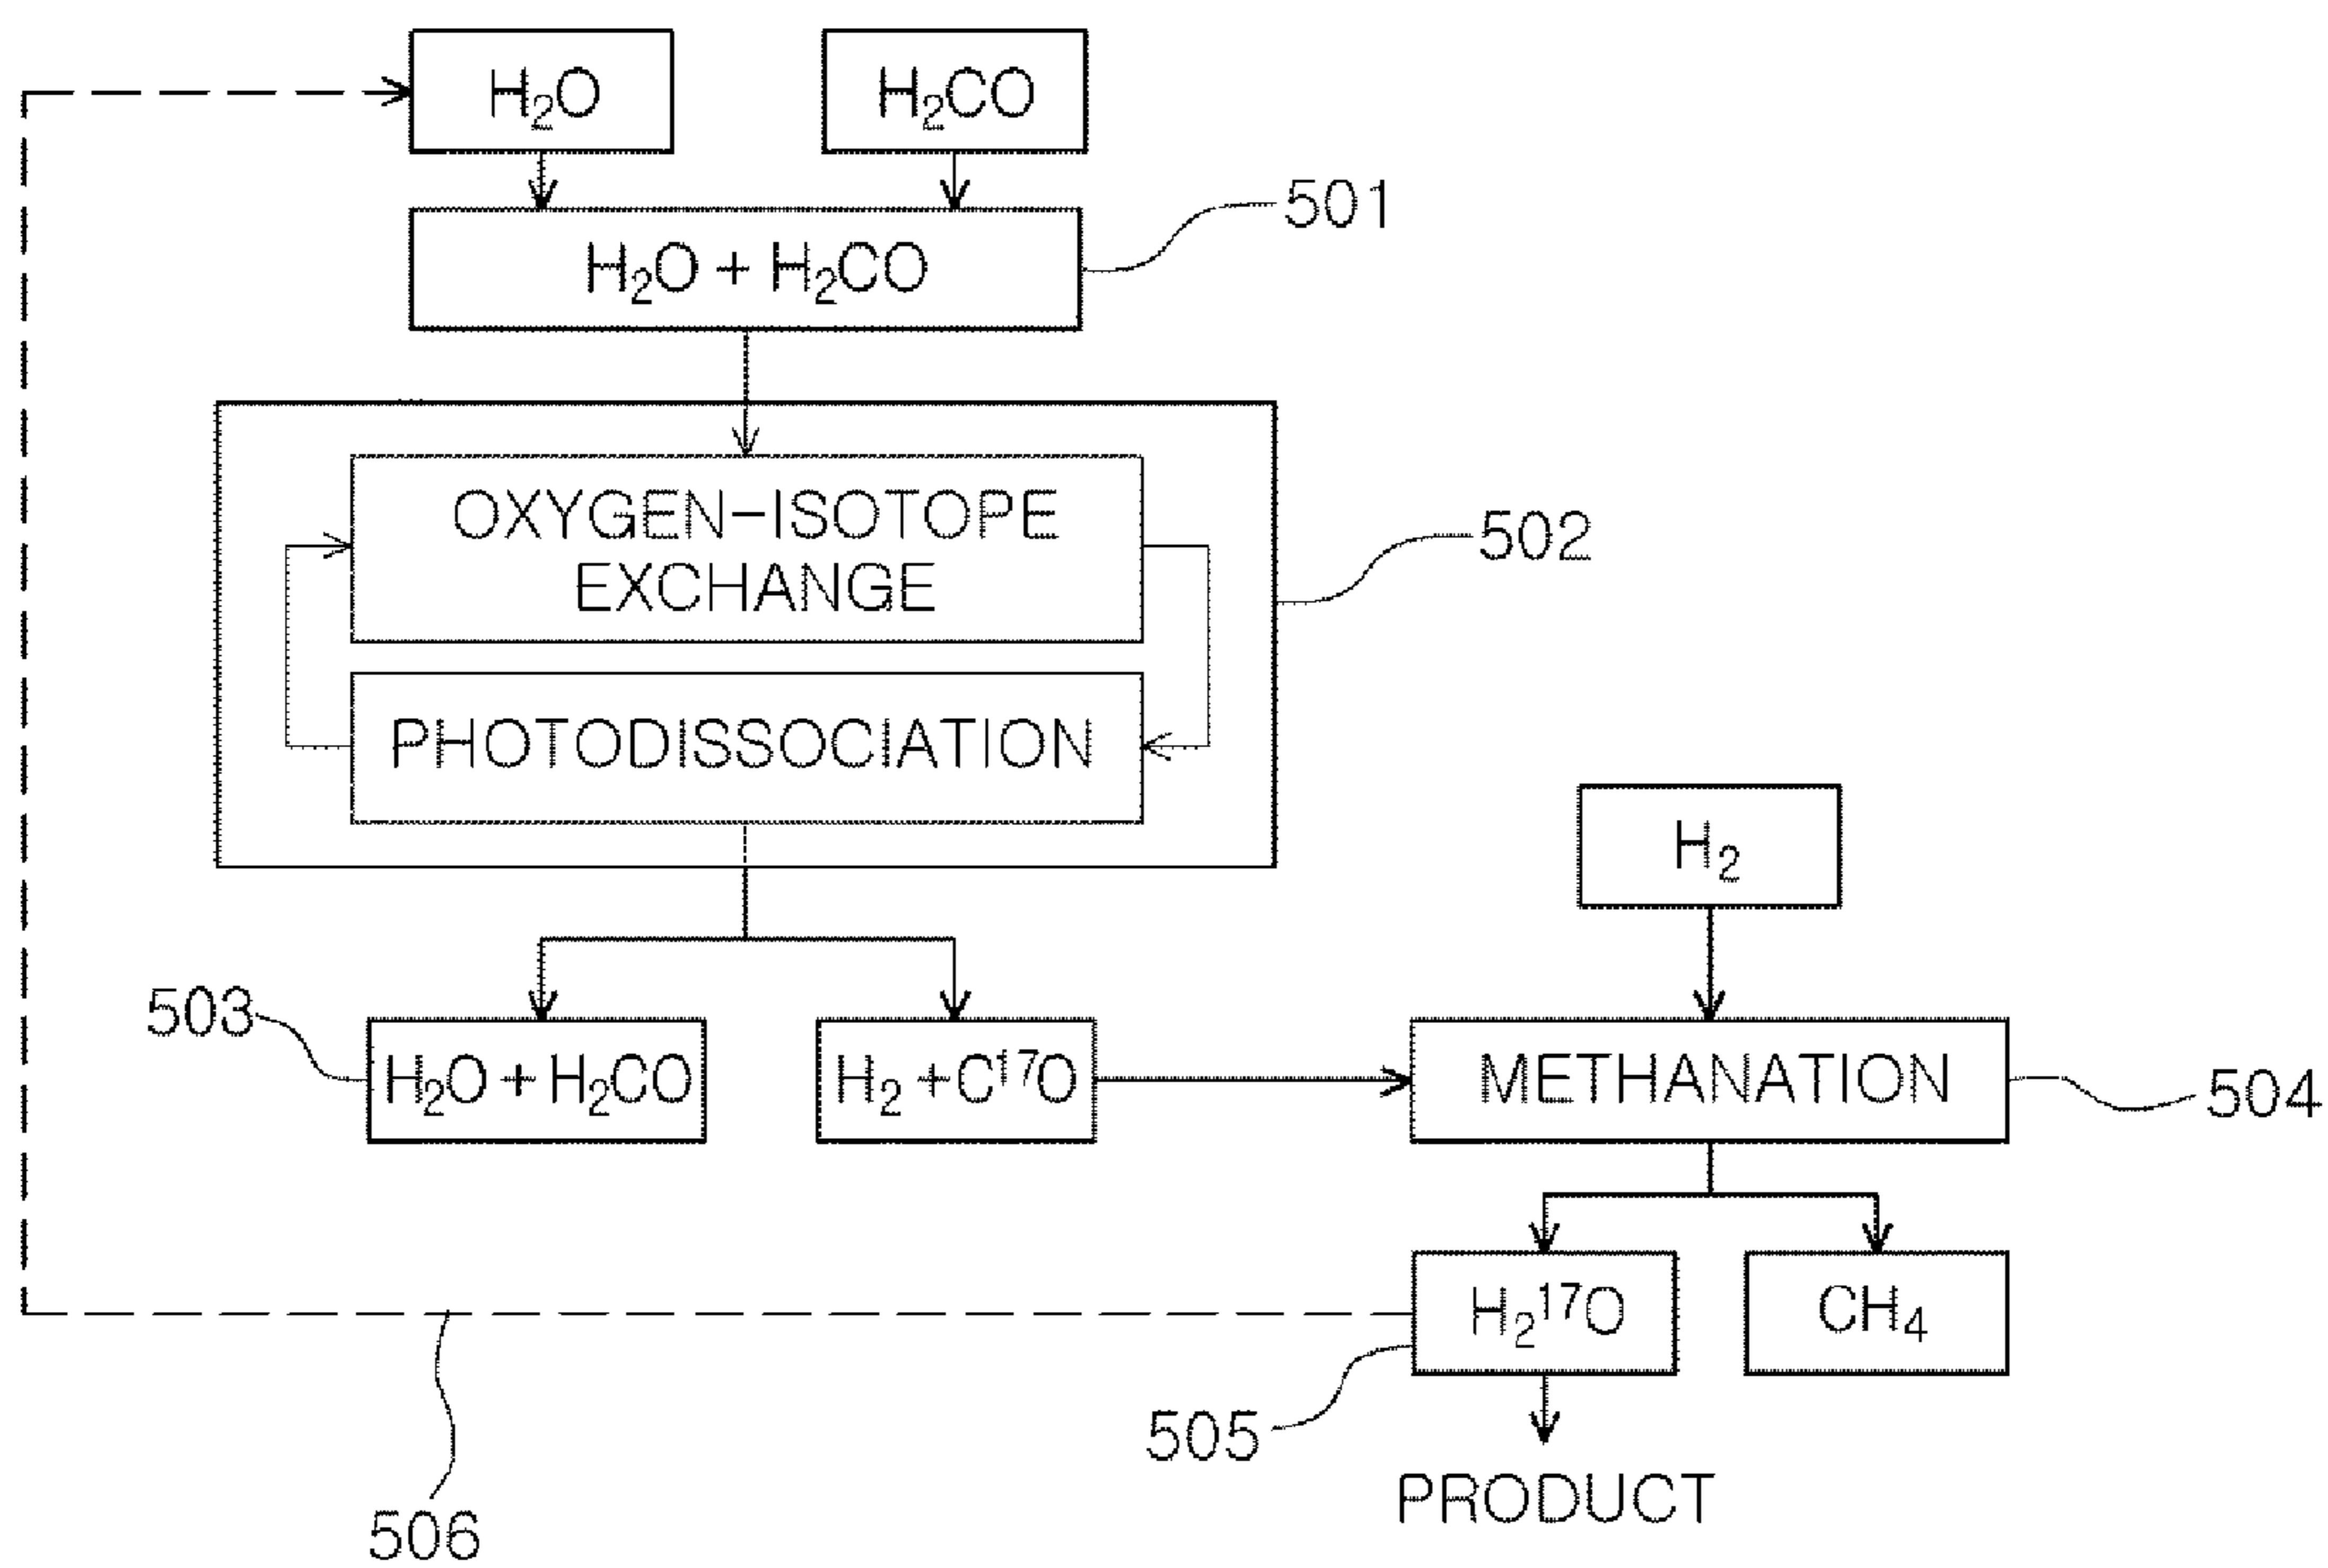 H₂O
H₂CO
501
H₂O + H₂CO
OXYGEN-ISOTOPE
EXCHANGE
502
PHOTODISSOCIATION
H₂
503
H₂O + H₂CO
H₂ + C¹⁷O
METHANATION
504
H₂¹⁷O
CH₄
505
506
PRODUCT